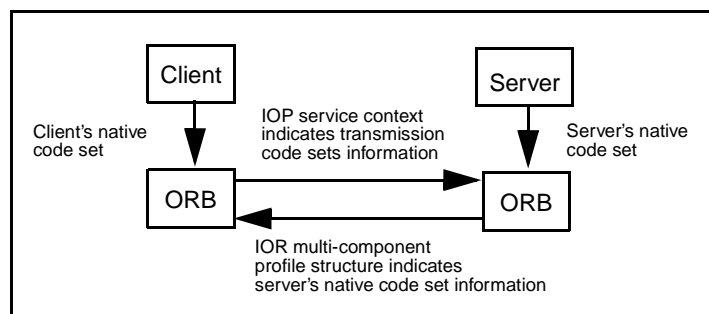 Client
Server
Client's native
code set
IOP service context
indicates transmission
code sets information
Server's native
code set
ORB
ORB
IOR multi-component
profile structure indicates
server's native code set information